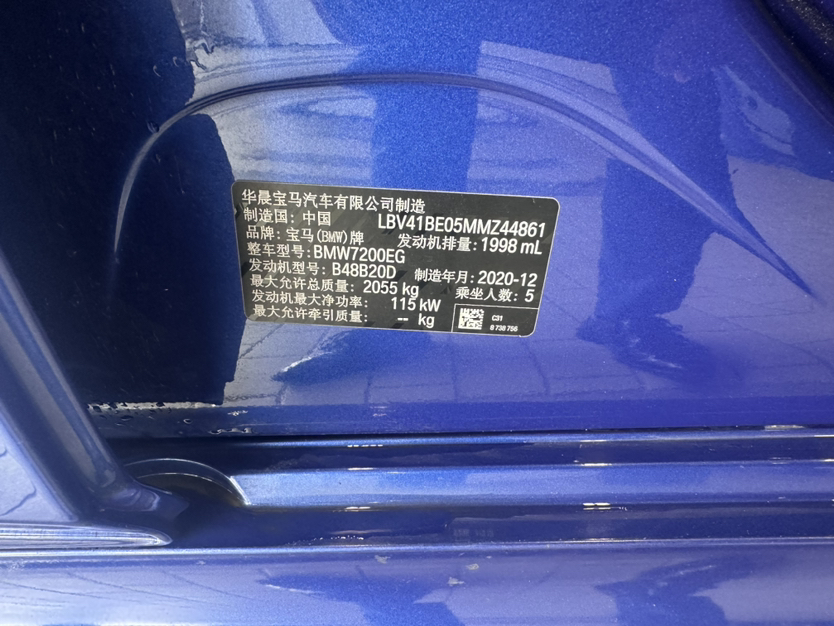 华晨宝马汽车有限公司制造
制造国: 中国 LBV41BE05MMZ44861
品牌: 宝马(BMW)牌 发动机排量: 1998 mL
整车型号: BMW7200EG
发动机型号: B48B20D 制造年月: 2020-12
最大允许总质量: 2055 kg 乘坐人数: 5
发动机最大净功率: 115 kW
最大允许牵引质量: -- kg
C31
8 738 756